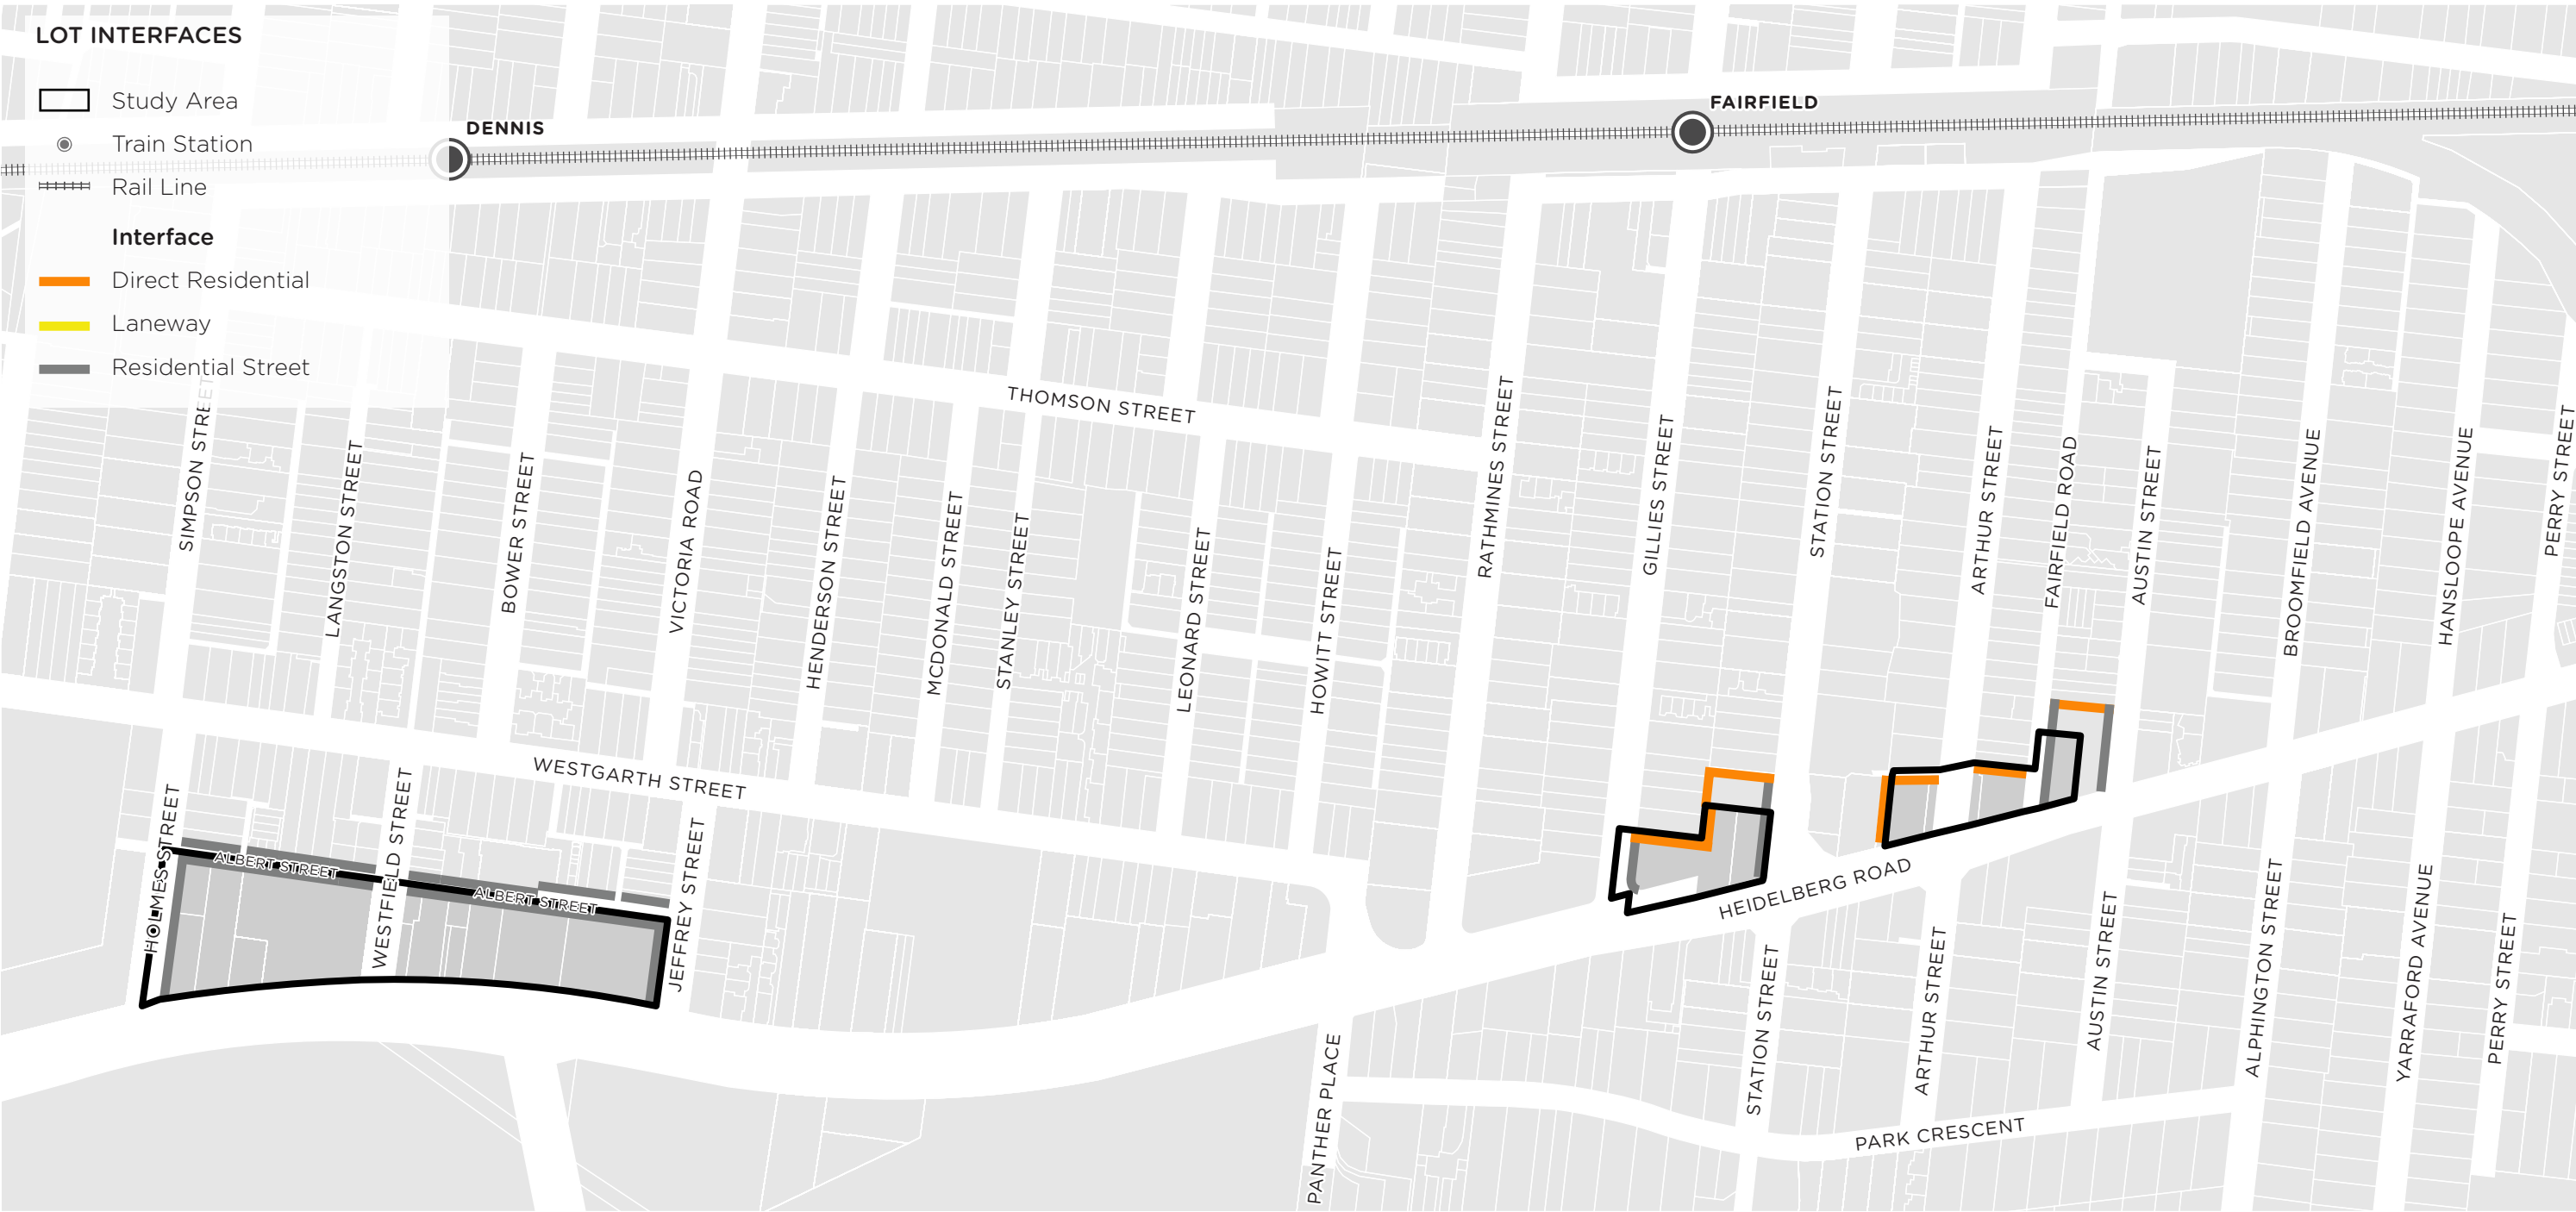 LOT INTERFACES
Study Area
Train Station
Rail Line
Interface
Direct Residential
Laneway
Residential Street
DENNIS
FAIRFIELD
THOMSON STREET
SIMPSON STREET
LANGSTON STREET
BOWER STREET
VICTORIA ROAD
HENDERSON STREET
MCDONALD STREET
STANLEY STREET
LEONARD STREET
HOWITT STREET
RATHMINES STREET
GILLIES STREET
STATION STREET
ARTHUR STREET
FAIRFIELD ROAD
AUSTIN STREET
BROOMFIELD AVENUE
HANSLOPE AVENUE
PERRY STREET
WESTGARTH STREET
HOLMES STREET
ALBERT STREET
WESTFIELD STREET
ALBERT STREET
JEFFREY STREET
HEIDELBERG ROAD
PANTHER PLACE
STATION STREET
ARTHUR STREET
AUSTIN STREET
ALPHINGTON STREET
YARRAFORD AVENUE
PERRY STREET
PARK CRESCENT